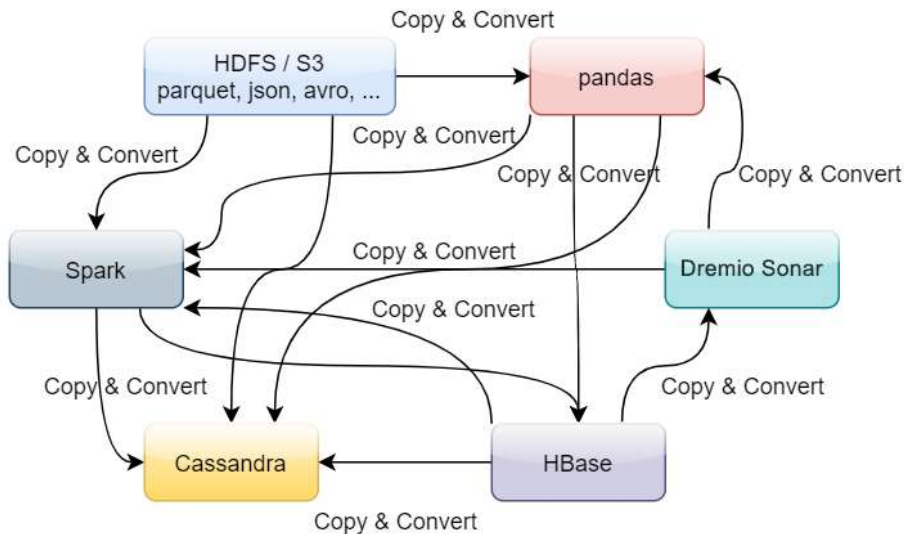 Copy & Convert
HDFS / S3
parquet, json, avro, ...
pandas
Copy & Convert
Copy & Convert
Copy & Convert
Copy & Convert
Spark
Copy & Convert
Dremio Sonar
Copy & Convert
Copy & Convert
Copy & Convert
Cassandra
HBase
Copy & Convert